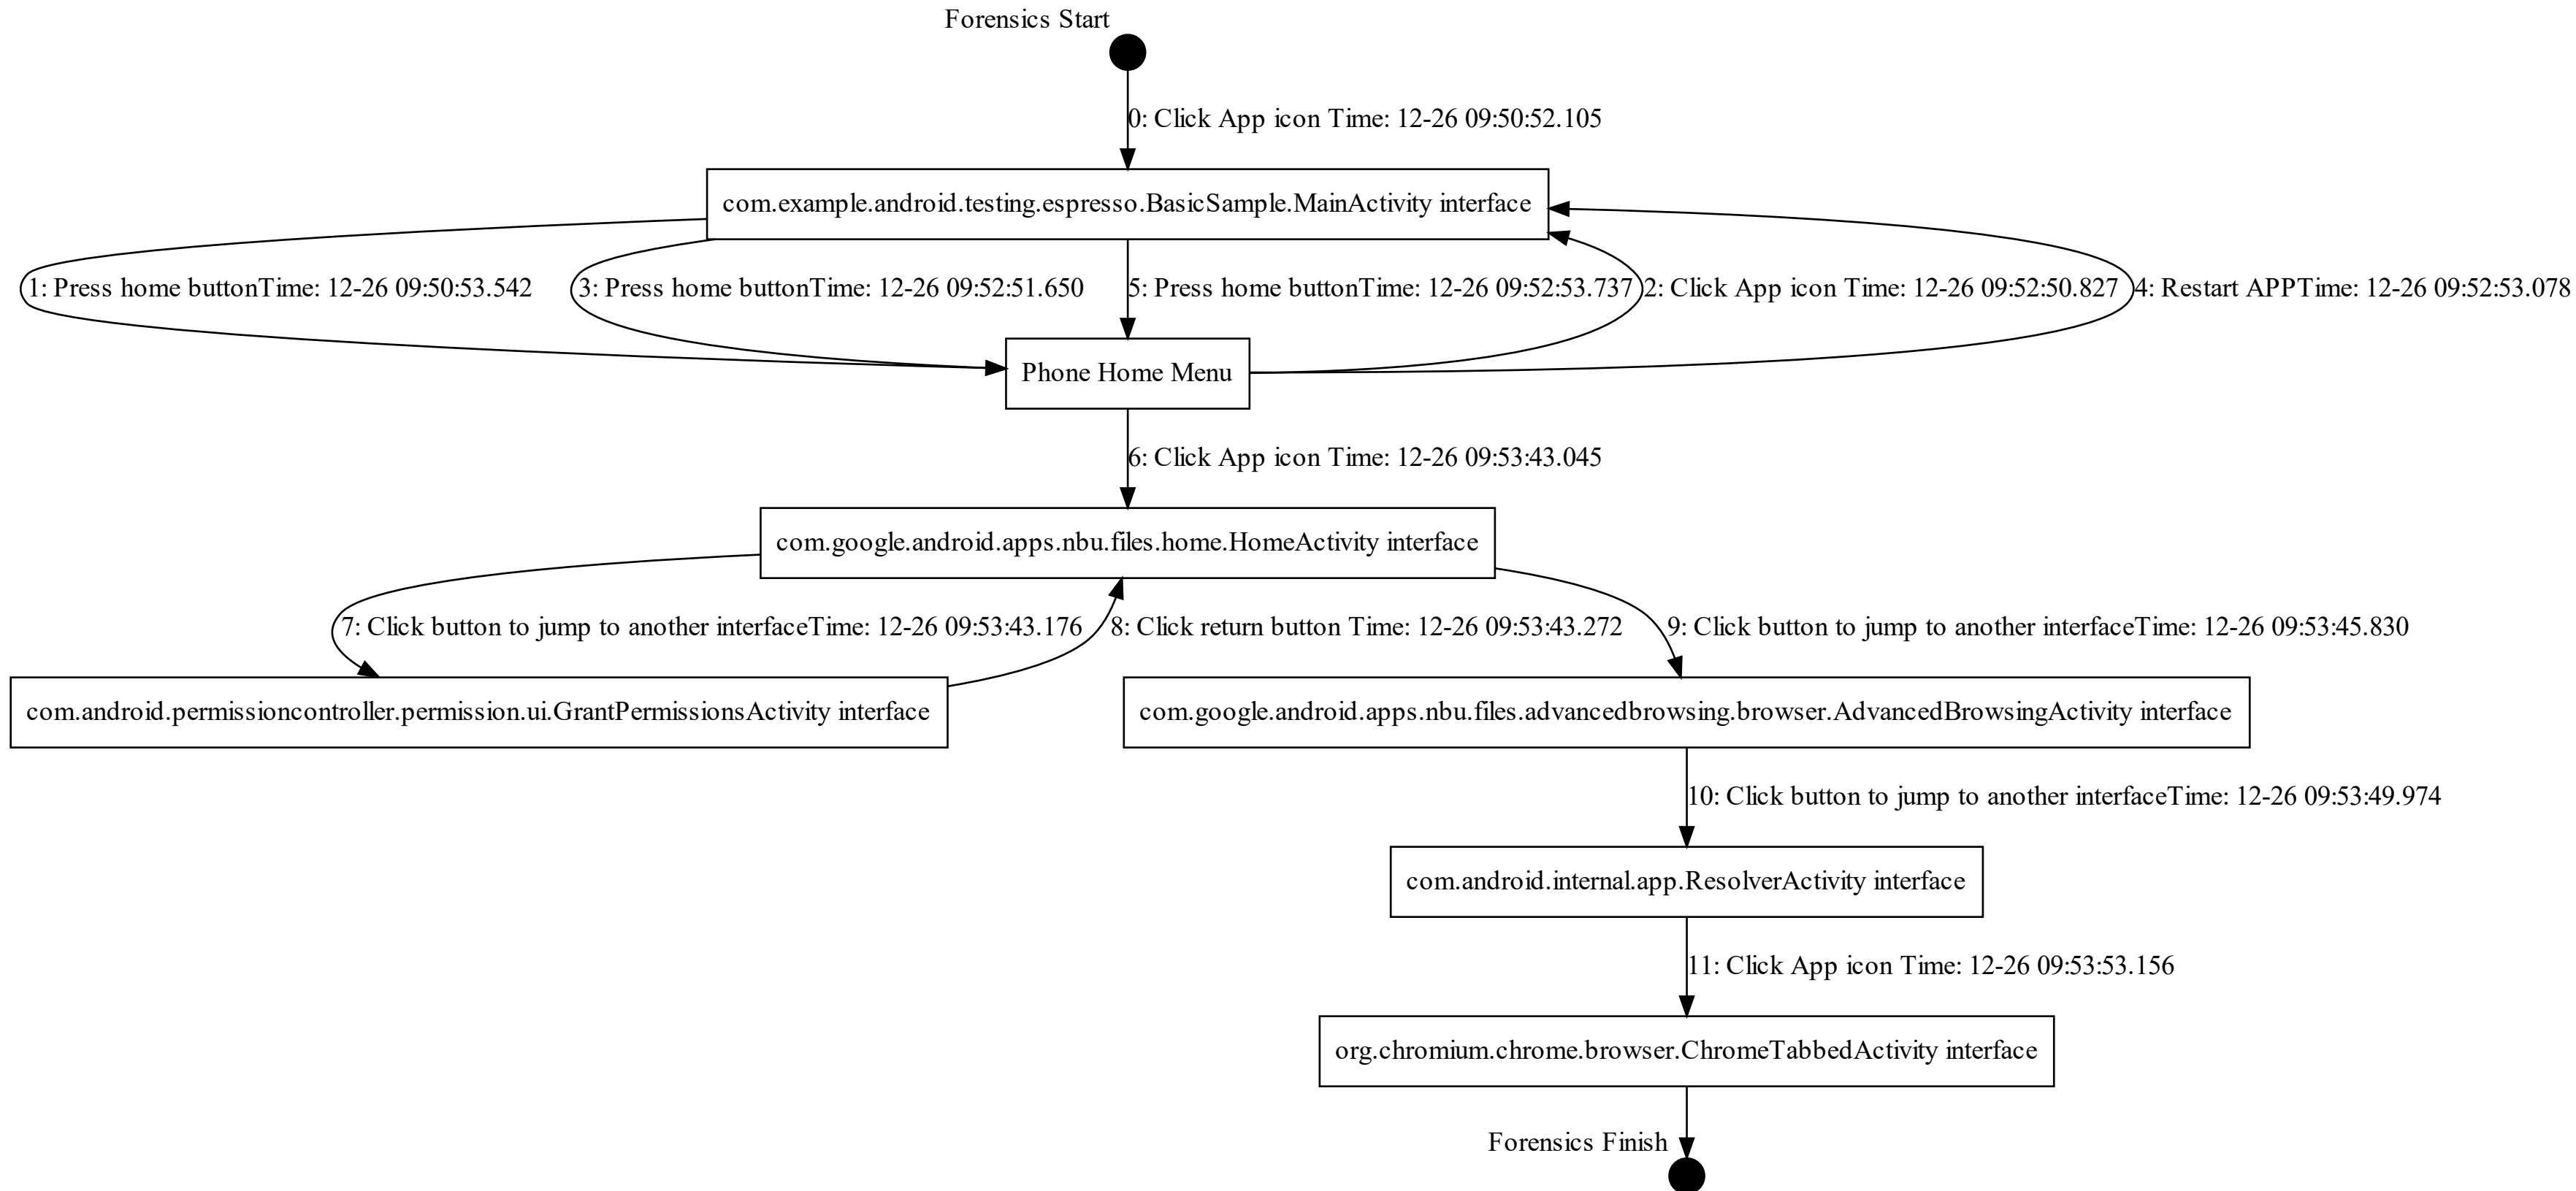 Forensics Start
0: Click App icon Time: 12-26 09:50:52.105
com.example.android.testing.espresso.BasicSample.MainActivity interface
1: Press home buttonTime: 12-26 09:50:53.542
3: Press home buttonTime: 12-26 09:52:51.650
5: Press home buttonTime: 12-26 09:52:53.737
2: Click App icon Time: 12-26 09:52:50.827
4: Restart APPTime: 12-26 09:52:53.078
Phone Home Menu
6: Click App icon Time: 12-26 09:53:43.045
com.google.android.apps.nbu.files.home.HomeActivity interface
7: Click button to jump to another interfaceTime: 12-26 09:53:43.176
8: Click return button Time: 12-26 09:53:43.272
9: Click button to jump to another interfaceTime: 12-26 09:53:45.830
com.android.permissioncontroller.permission.ui.GrantPermissionsActivity interface
com.google.android.apps.nbu.files.advancedbrowsing.browser.AdvancedBrowsingActivity interface
10: Click button to jump to another interfaceTime: 12-26 09:53:49.974
com.android.internal.app.ResolverActivity interface
11: Click App icon Time: 12-26 09:53:53.156
org.chromium.chrome.browser.ChromeTabbedActivity interface
Forensics Finish